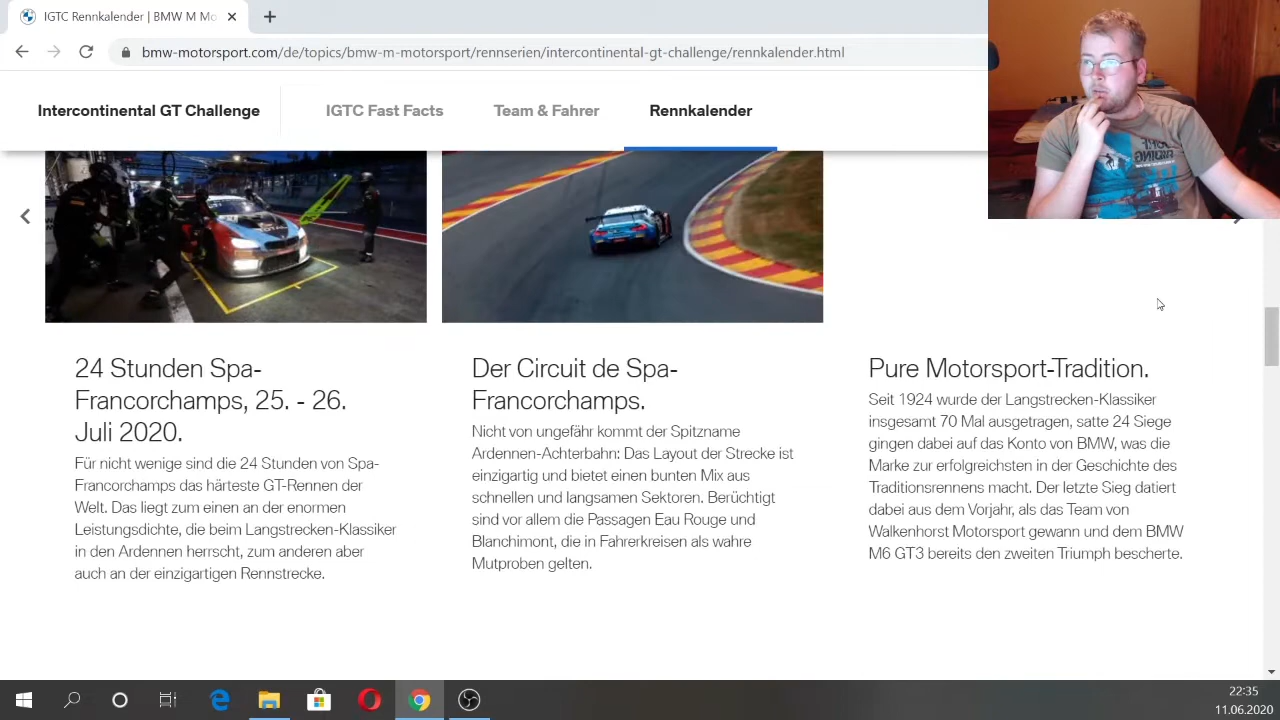 IGTC Rennkalender | BMW M Mo
bmw-motorsport.com/de/topics/bmw-m-motorsport/rennserien/intercontinental-gt-challenge/rennkalender.html
Intercontinental GT Challenge
IGTC Fast Facts
Team & Fahrer
Rennkalender
24 Stunden Spa-
Francorchamps, 25. - 26.
Juli 2020.
Für nicht wenige sind die 24 Stunden von Spa-
Francorchamps das härteste GT-Rennen der
Welt. Das liegt zum einen an der enormen
Leistungsdichte, die beim Langstrecken-Klassiker
in den Ardennen herrscht, zum anderen aber
auch an der einzigartigen Rennstrecke.
Der Circuit de Spa-
Francorchamps.
Nicht von ungefähr kommt der Spitzname
Ardennen-Achterbahn: Das Layout der Strecke ist
einzigartig und bietet einen bunten Mix aus
schnellen und langsamen Sektoren. Berüchtigt
sind vor allem die Passagen Eau Rouge und
Blanchimont, die in Fahrerkreisen als wahre
Mutproben gelten.
Pure Motorsport-Tradition.
Seit 1924 wurde der Langstrecken-Klassiker
insgesamt 70 Mal ausgetragen, satte 24 Siege
gingen dabei auf das Konto von BMW, was die
Marke zur erfolgreichsten in der Geschichte des
Traditionsrennens macht. Der letzte Sieg datiert
dabei aus dem Vorjahr, als das Team von
Walkenhorst Motorsport gewann und dem BMW
M6 GT3 bereits den zweiten Triumph bescherte.
22:35
11.06.2020